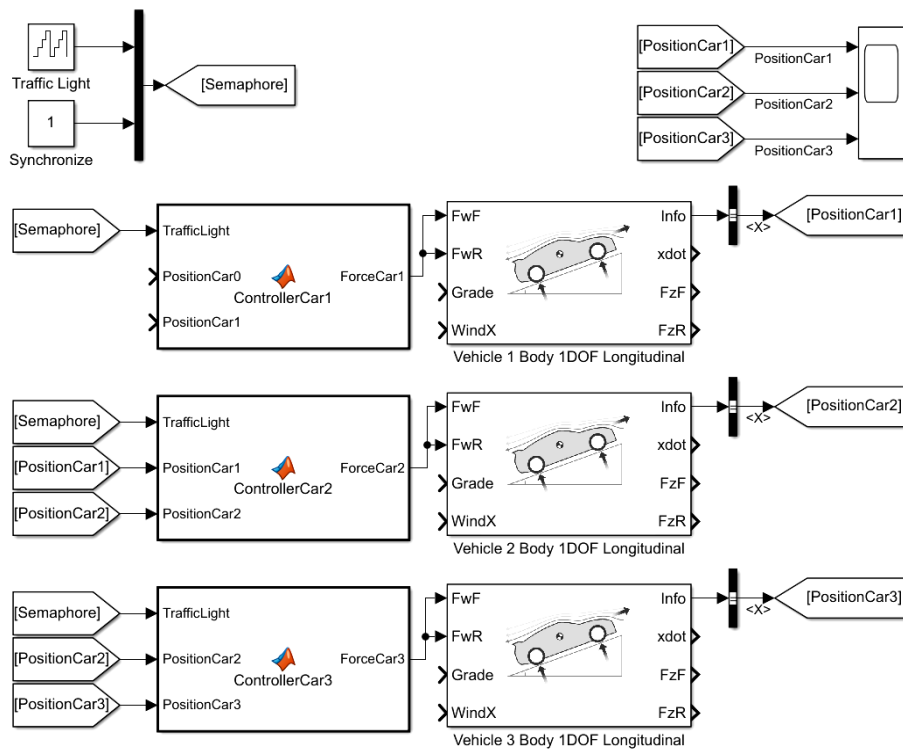 Traffic Light
1
Synchronize
[Semaphore]
[PositionCar1]
PositionCar1
[PositionCar2]
PositionCar2
[PositionCar3]
PositionCar3
[Semaphore]
TrafficLight
PositionCar0
PositionCar1
ControllerCar1
ForceCar1
FwF
FwR
Grade
WindX
Info
xdot
FzF
FzR
Vehicle 1 Body 1DOF Longitudinal
<X>
[PositionCar1]
[Semaphore]
[PositionCar1]
[PositionCar2]
TrafficLight
PositionCar1
PositionCar2
ControllerCar2
ForceCar2
FwF
FwR
Grade
WindX
Info
xdot
FzF
FzR
Vehicle 2 Body 1DOF Longitudinal
<X>
[PositionCar2]
[Semaphore]
[PositionCar2]
[PositionCar3]
TrafficLight
PositionCar2
PositionCar3
ControllerCar3
ForceCar3
FwF
FwR
Grade
WindX
Info
xdot
FzF
FzR
Vehicle 3 Body 1DOF Longitudinal
<X>
[PositionCar3]